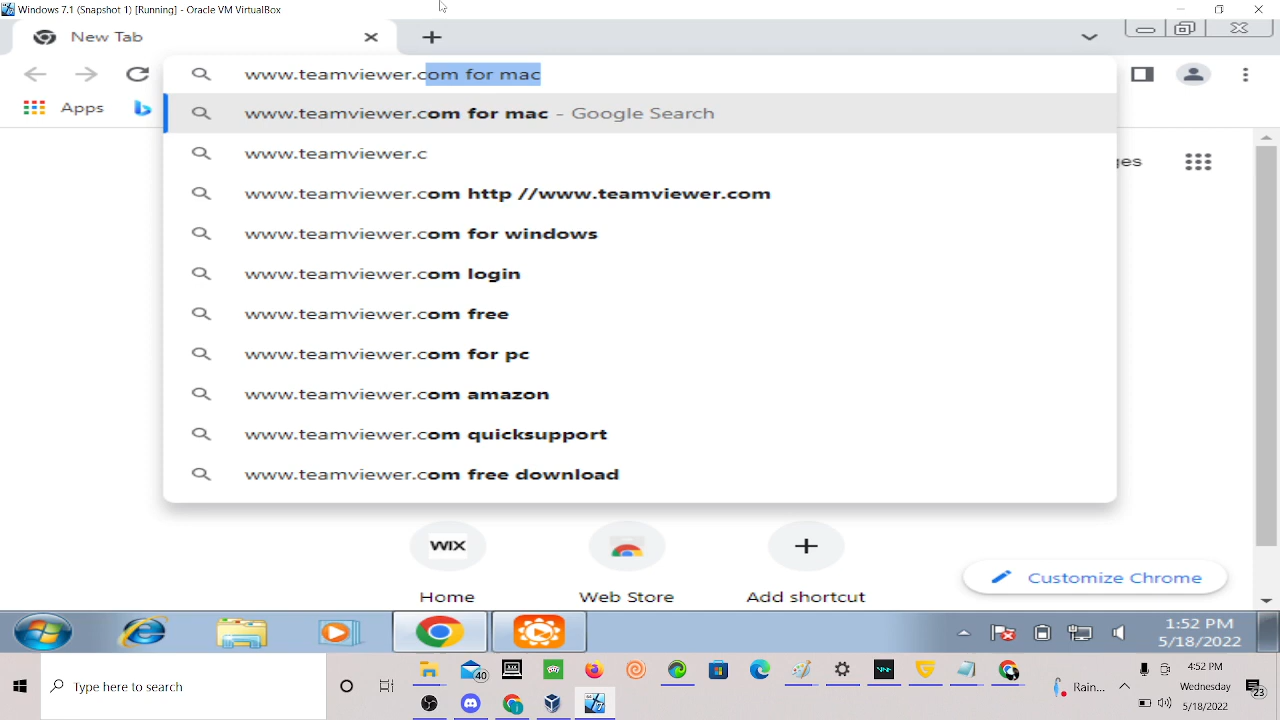 Windows 7.1 (Snapshot 1) [Running] - Oracle VM VirtualBox
New Tab
www.teamviewer.com for mac
Apps
www.teamviewer.com for mac - Google Search
www.teamviewer.c
ges
www.teamviewer.com http //www.teamviewer.com
www.teamviewer.com for windows
www.teamviewer.com login
www.teamviewer.com free
www.teamviewer.com for pc
www.teamviewer.com amazon
www.teamviewer.com quicksupport
www.teamviewer.com free download
WIX
Home
Web Store
Add shortcut
Customize Chrome
1:52 PM
5/18/2022
Type here to search
40
Rain...
4:52 PM
Wednesday
5/18/2022
23